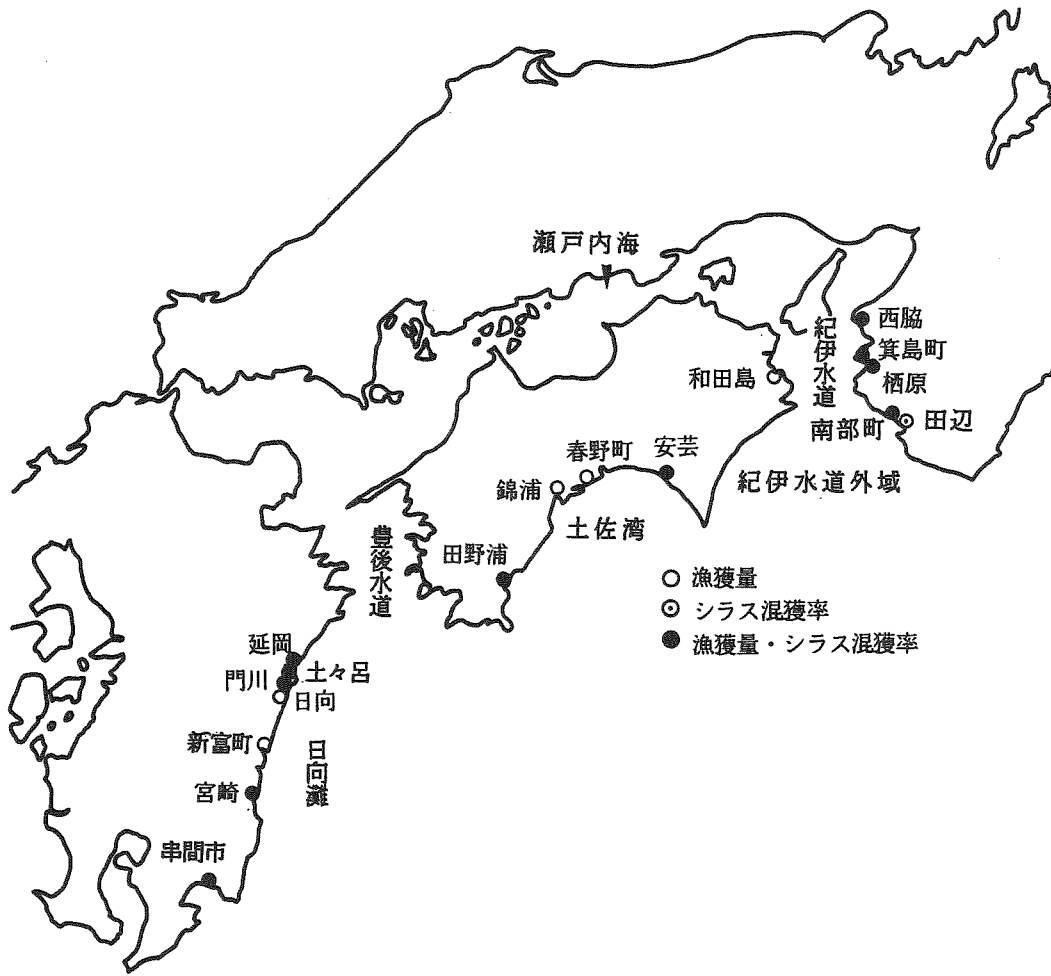 瀬戸内海
紀伊水道
西脇
箕島町
栖原
和田島
南部町
田辺
春野町
安芸
紀伊水道外域
錦浦
土佐湾
豊後水道
田野浦
漁獲量
シラス混獲率
漁獲量・シラス混獲率
延岡
土々呂
門川
日向
新富町
日向灘
宮崎
串間市